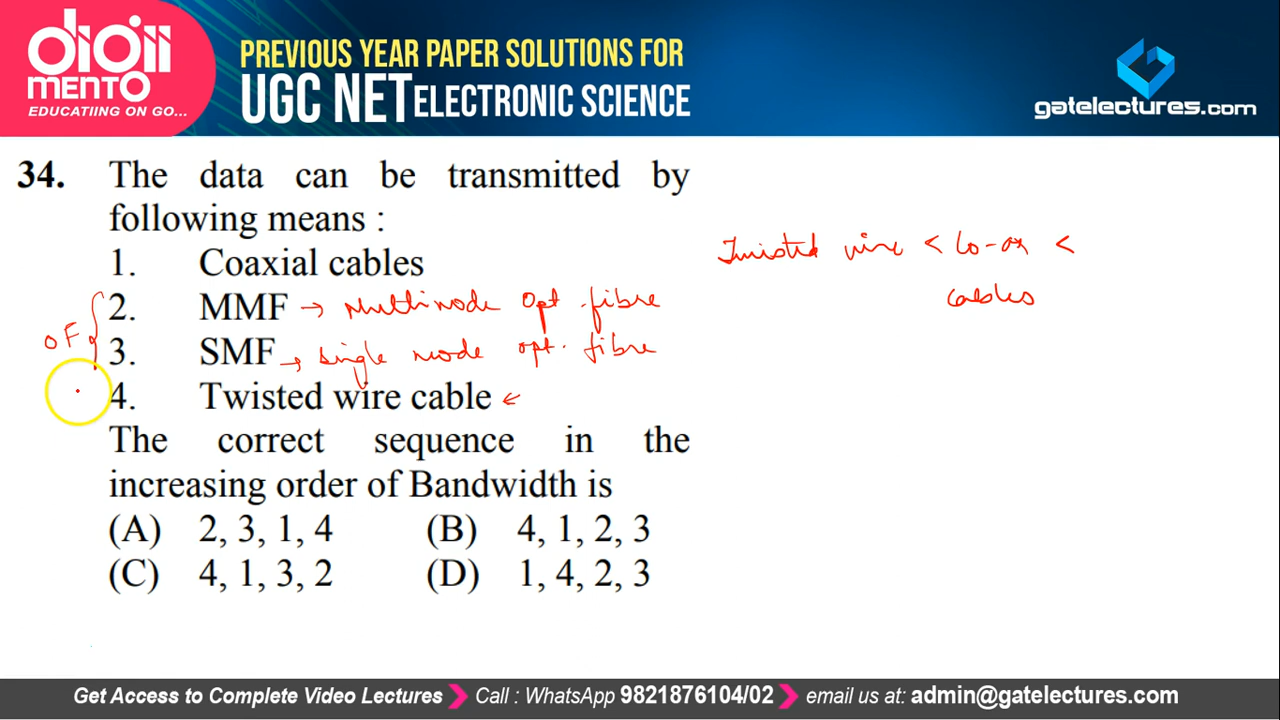 digii
MENTO
EDUCATIING ON GO...
PREVIOUS YEAR PAPER SOLUTIONS FOR
UGC NET ELECTRONIC SCIENCE
gatelectures.com
34. The data can be transmitted by
following means :
1. Coaxial cables
2. MMF → Multimode Opt. fibre
OF
3. SMF → Single mode opt. fibre
4. Twisted wire cable ←
The correct sequence in the
increasing order of Bandwidth is
(A) 2, 3, 1, 4 (B) 4, 1, 2, 3
(C) 4, 1, 3, 2 (D) 1, 4, 2, 3
Twisted wire < Co-ax <
cables
Get Access to Complete Video Lectures Call : WhatsApp 9821876104/02 email us at: admin@gatelectures.com